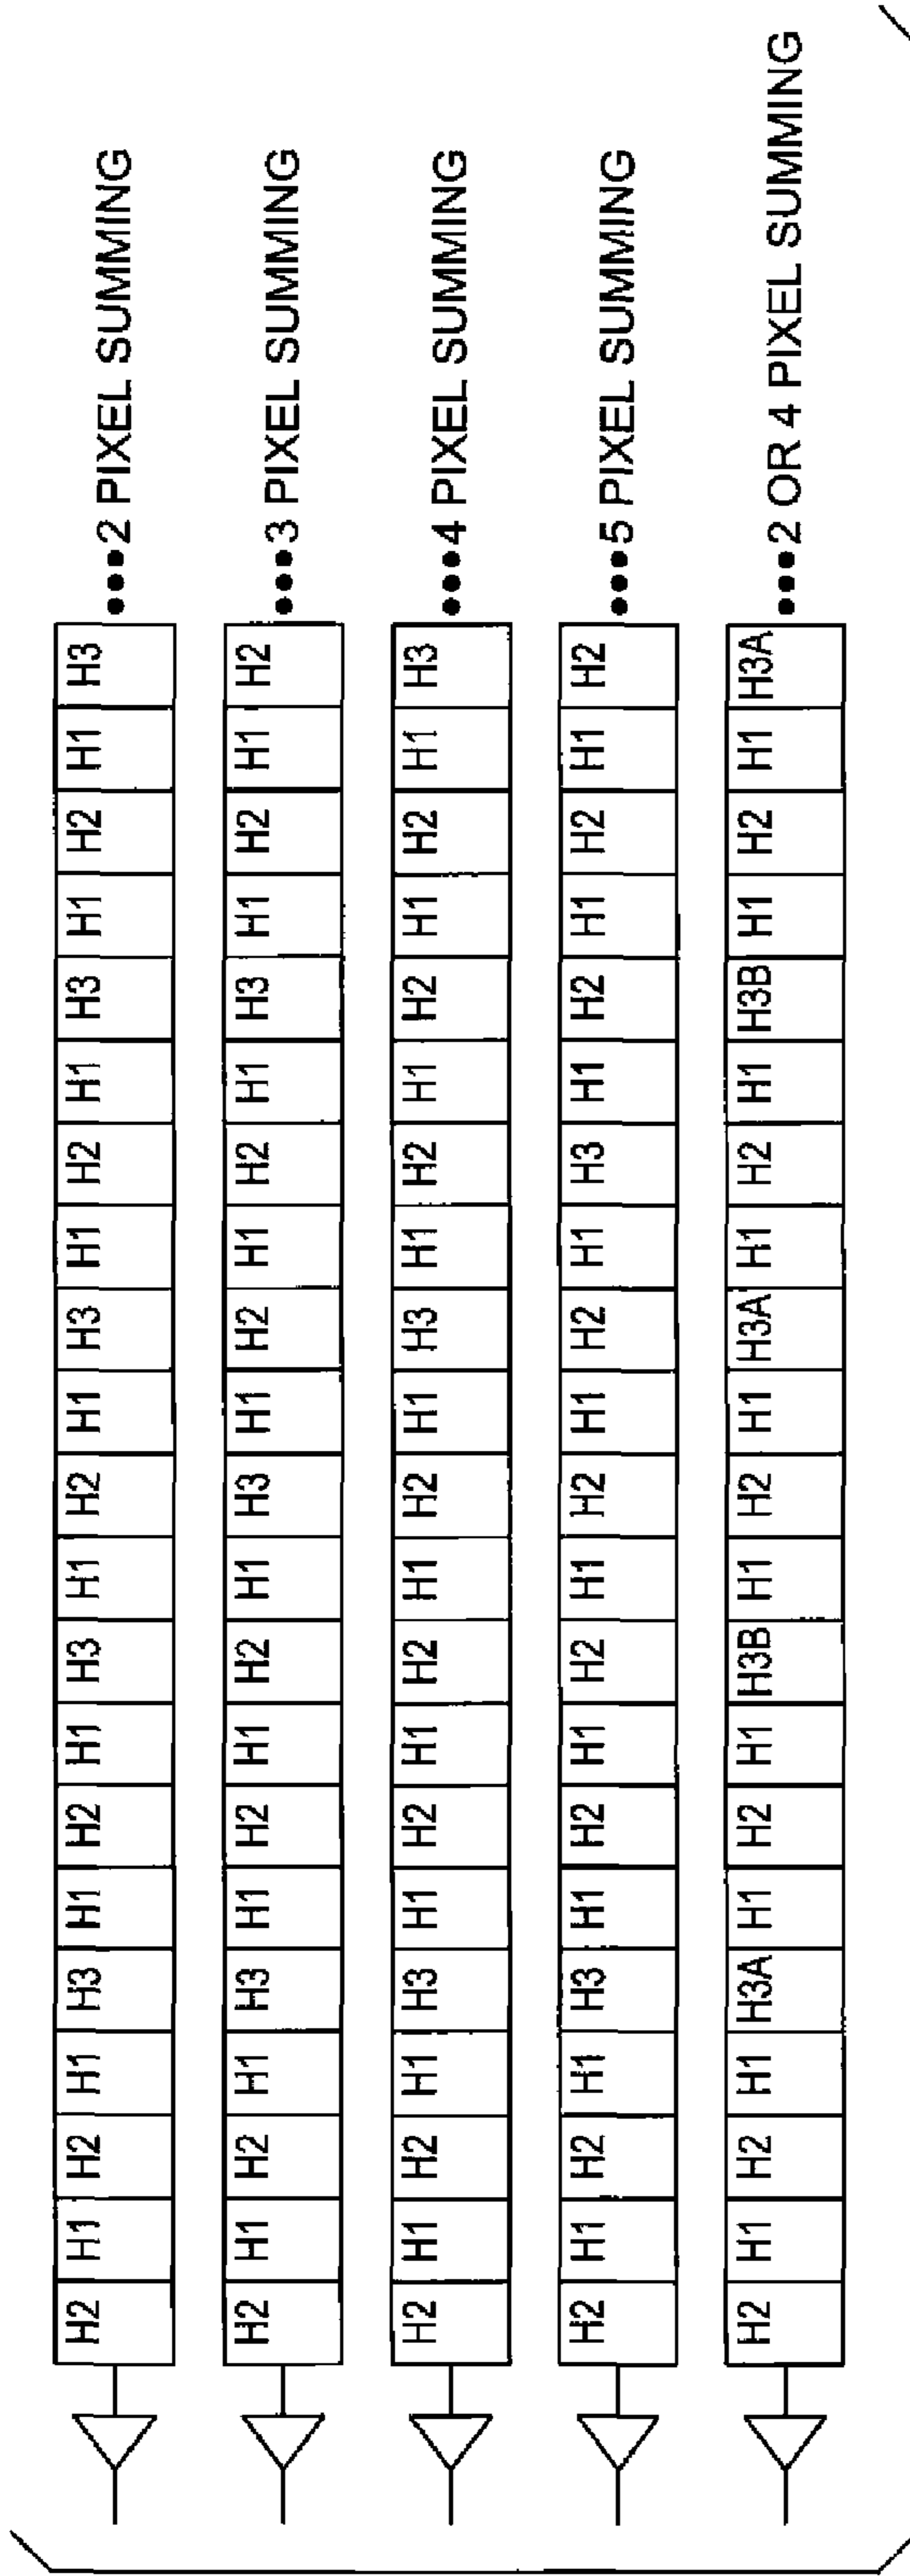 H2 H1 H2 H1 H3 H1 H2 H1 H3 H1 H2 H1 H3 H1 H2 H1 H3 H1 H2 H1 H3 •••2 PIXEL SUMMING
H2 H1 H2 H1 H3 H1 H2 H1 H2 H1 H3 H1 H2 H1 H2 H1 H3 H1 H2 H1 H2 •••3 PIXEL SUMMING
H2 H1 H2 H1 H3 H1 H2 H1 H2 H1 H2 H1 H3 H1 H2 H1 H2 H1 H2 H1 H3 •••4 PIXEL SUMMING
H2 H1 H2 H1 H3 H1 H2 H1 H2 H1 H2 H1 H2 H1 H3 H1 H2 H1 H2 H1 H2 •••5 PIXEL SUMMING
H2 H1 H2 H1 H3A H1 H2 H1 H3B H1 H2 H1 H3A H1 H2 H1 H3B H1 H2 H1 H3A •••2 OR 4 PIXEL SUMMING